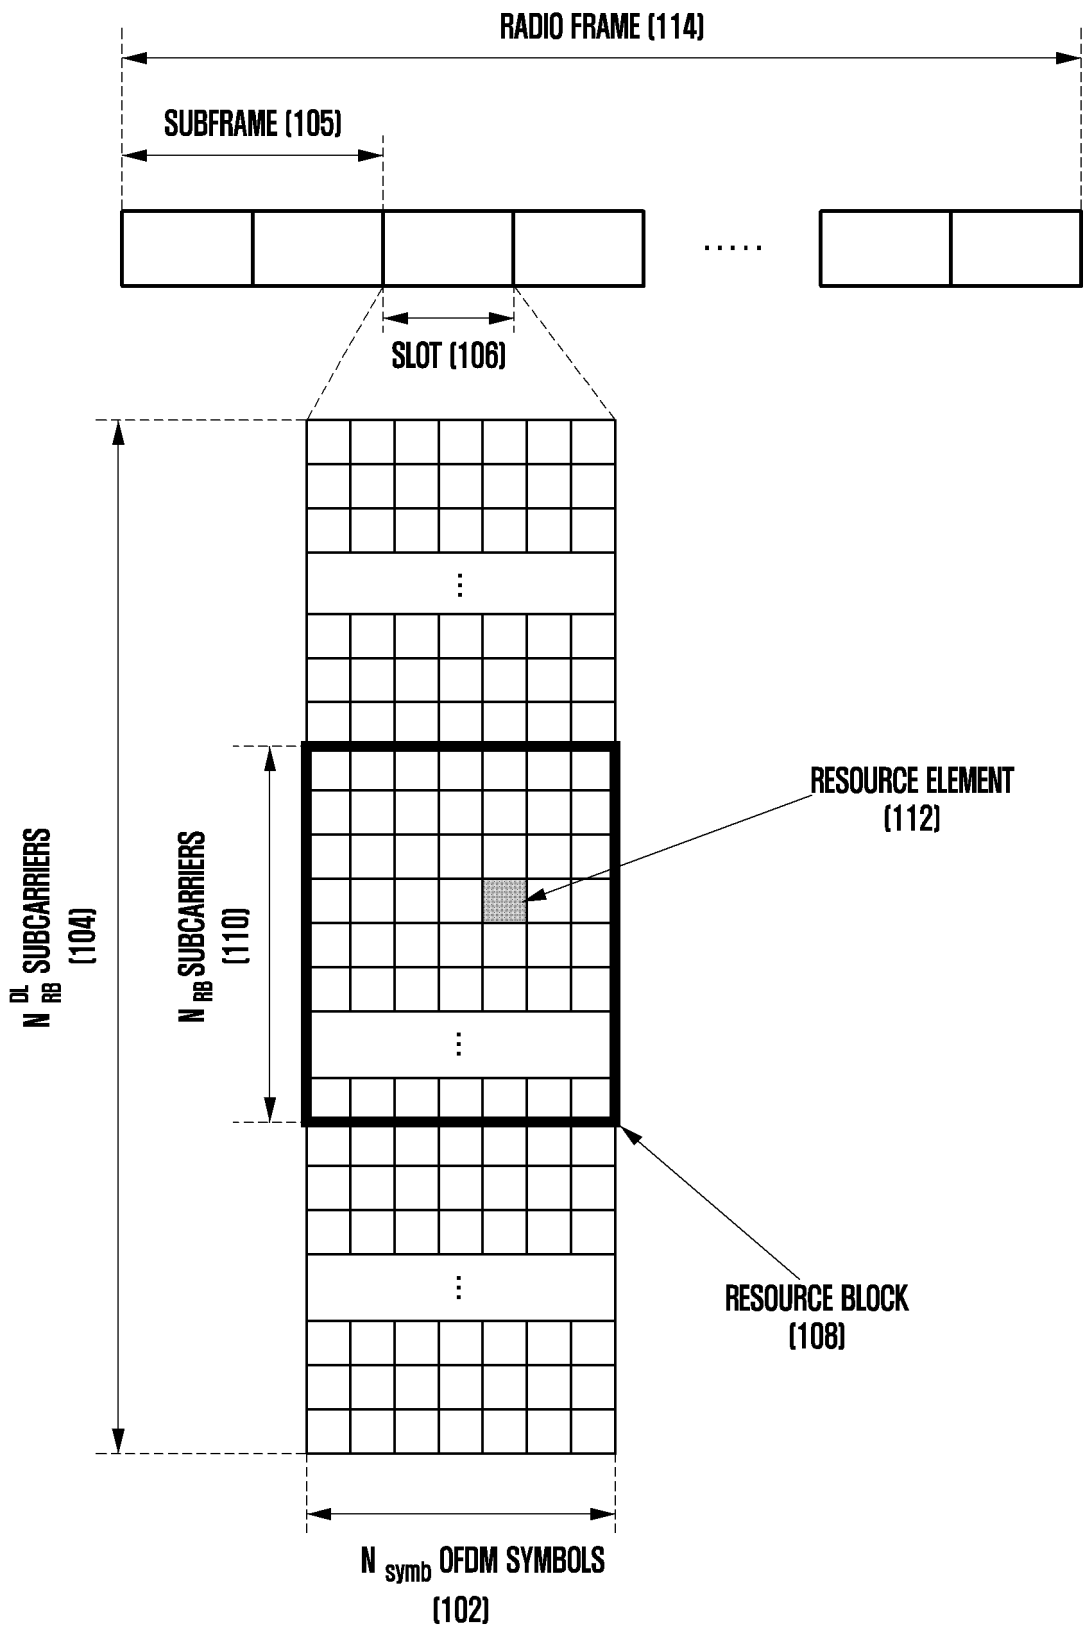 RADIO FRAME (114)
SUBFRAME (105)
.....
SLOT (106)
RESOURCE ELEMENT
(112)
N DL RB SUBCARRIERS
(104)
N RB SUBCARRIERS
(110)
RESOURCE BLOCK
(108)
N symb OFDM SYMBOLS
(102)